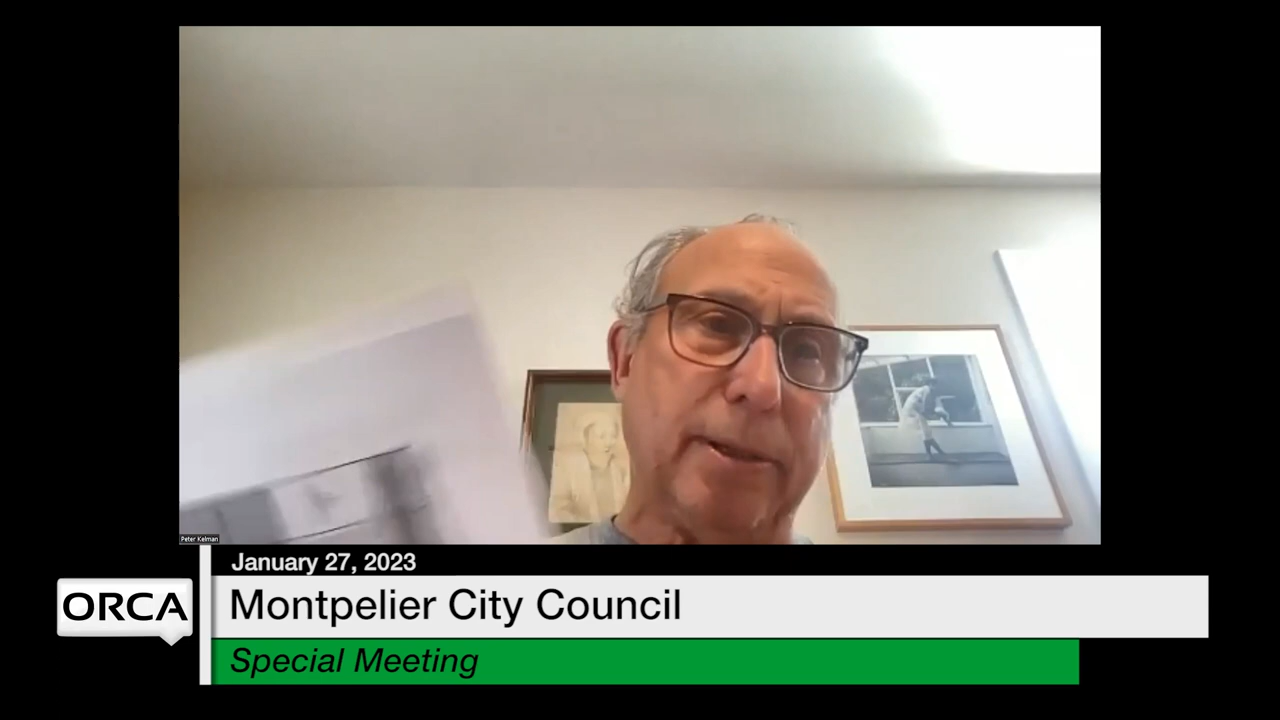 Peter Kelman
January 27, 2023
ORCA
Montpelier City Council
Special Meeting